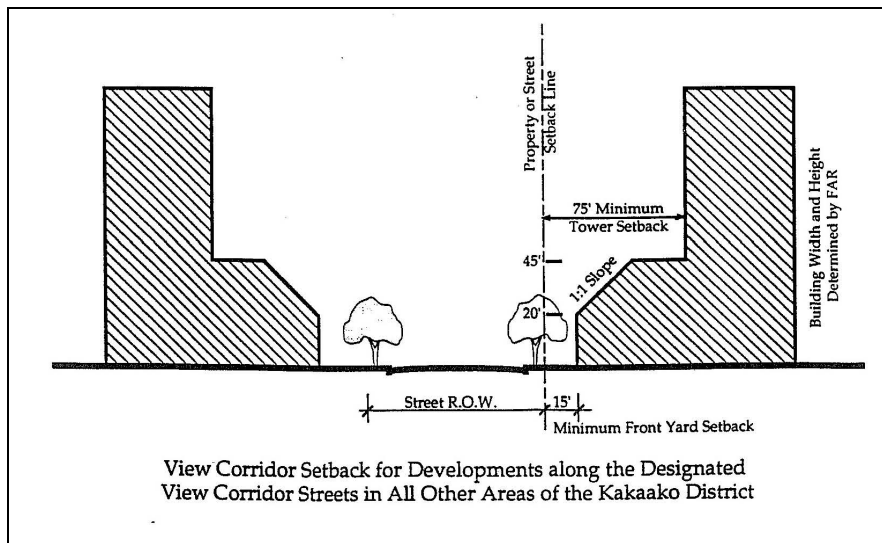 Property or Street
Setback Line
75' Minimum
Tower Setback
45'
1:1 Slope
20'
Building Width and Height
Determined by FAR
Street R.O.W.
15'
Minimum Front Yard Setback
View Corridor Setback for Developments along the Designated
View Corridor Streets in All Other Areas of the Kakaako District